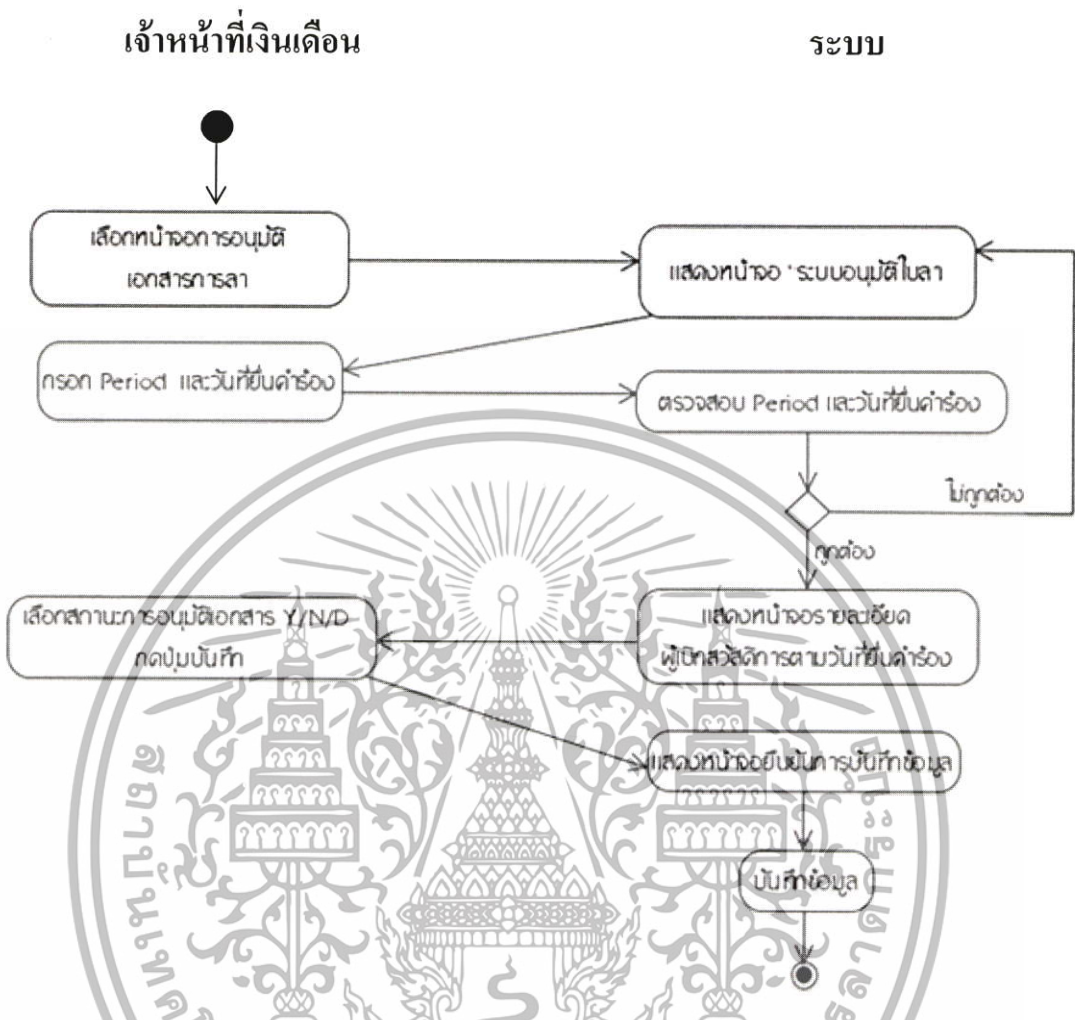 เจ้าหน้าที่เงินเดือน
ระบบ
เลือกหน้าจอการอนุมัติ
เอกสารการลา
แสดงหน้าจอ "ระบบอนุมัติใบลา
กรอก Period และวันที่ยื่นคำร้อง
ตรวจสอบ Period และวันที่ยื่นคำร้อง
ไม่ถูกต้อง
ถูกต้อง
เลือกสถานะการอนุมัติเอกสาร Y/N/D
กดปุ่มบันทึก
แสดงหน้าจอรายละเอียด
ผู้เบิกสวัสดิการตามวันที่ยื่นคำร้อง
แสดงหน้าจอยืนยันการบันทึกข้อมูล
บันทึกข้อมูล